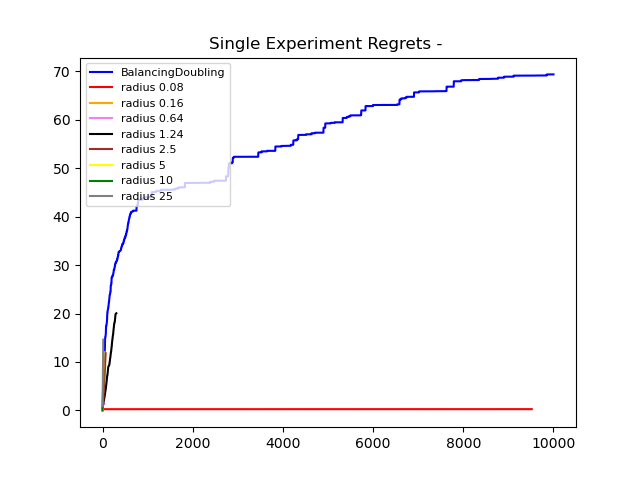 Single Experiment Regrets -
BalancingDoubling
radius 0.08
radius 0.16
radius 0.64
radius 1.24
radius 2.5
radius 5
radius 10
radius 25
70
60
50
40
30
20
10
0
0 2000 4000 6000 8000 10000